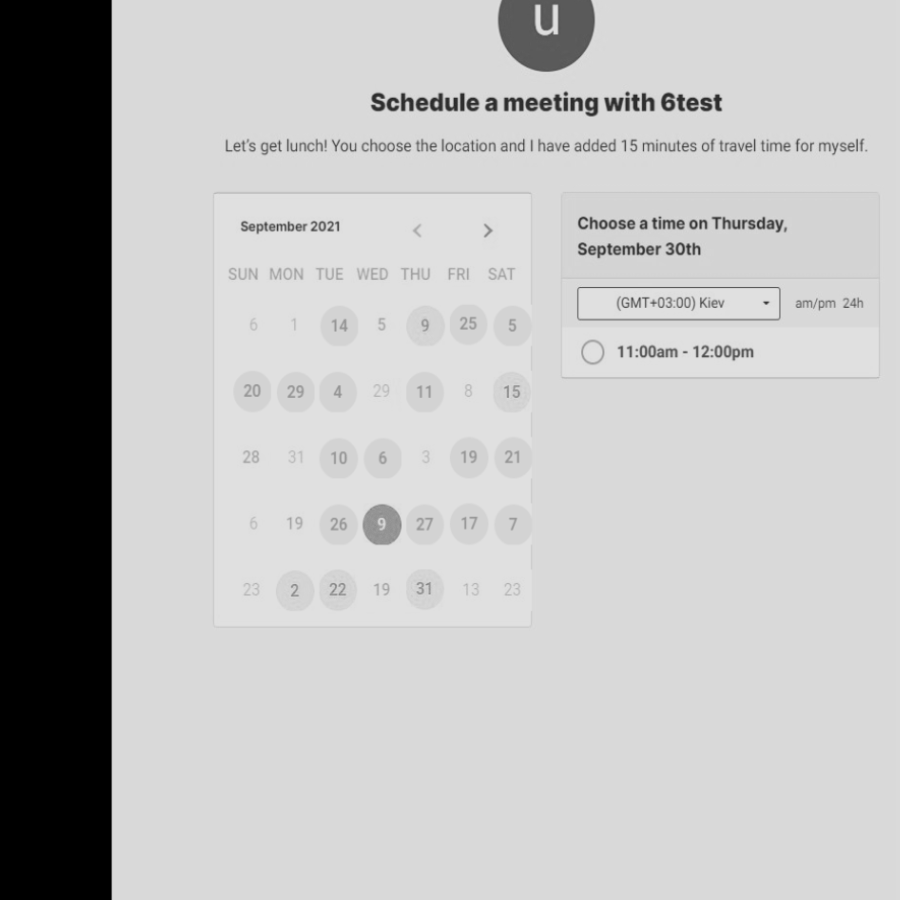 u
Schedule a meeting with 6test
Let's get lunch! You choose the location and I have added 15 minutes of travel time for myself.
September 2021
SUN MON TUE WED THU FRI SAT
6 1 14 5 9 25 5
20 29 4 29 11 8 15
28 31 10 6 3 19 21
6 19 26 9 27 17 7
23 2 22 19 31 13 23
Choose a time on Thursday,
September 30th
(GMT+03:00) Kiev am/pm 24h
11:00am - 12:00pm